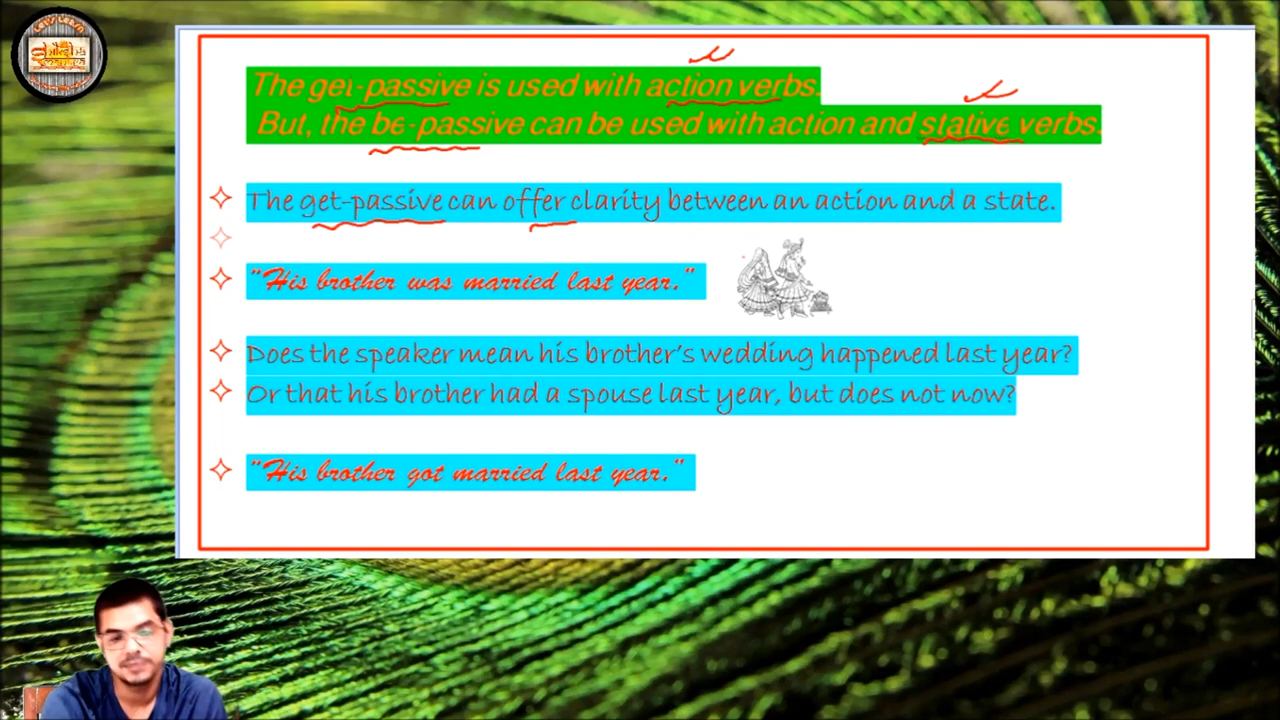 The get-passive is used with action verbs.
But, the be-passive can be used with action and stative verbs.
The get-passive can offer clarity between an action and a state.
"His brother was married last year."
Does the speaker mean his brother's wedding happened last year?
Or that his brother had a spouse last year, but does not now?
"His brother got married last year."